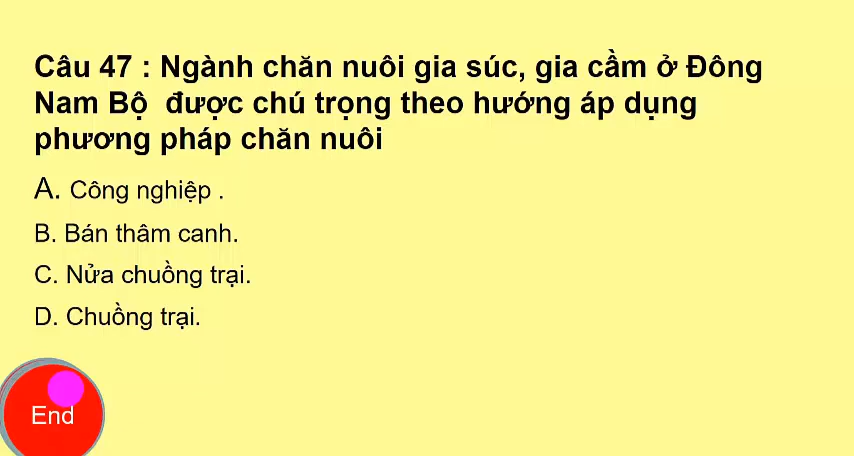 Câu 47 : Ngành chăn nuôi gia súc, gia cầm ở Đông
Nam Bộ được chú trọng theo hướng áp dụng
phương pháp chăn nuôi
A. Công nghiệp .
B. Bán thâm canh.
C. Nửa chuồng trại.
D. Chuồng trại.
End